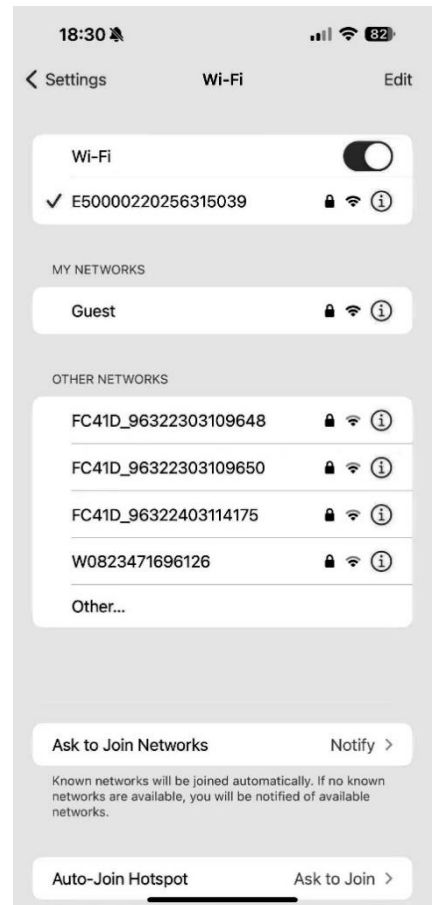 18:30 82
Settings Wi-Fi Edit
Wi-Fi
E50000220256315039
MY NETWORKS
Guest
OTHER NETWORKS
FC41D_96322303109648
FC41D_96322303109650
FC41D_96322403114175
W0823471696126
Other...
Ask to Join Networks Notify
Known networks will be joined automatically. If no known
networks are available, you will be notified of available
networks.
Auto-Join Hotspot Ask to Join